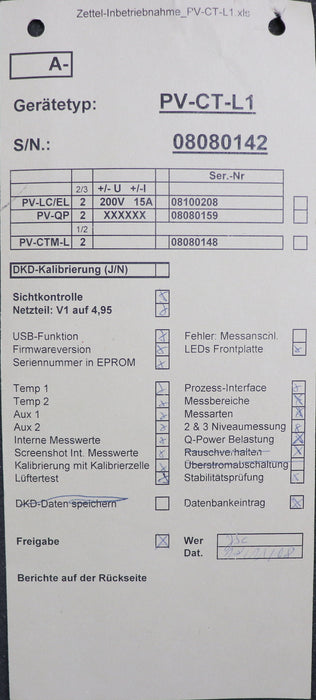 Zettel-Inbetriebnahme_PV-CT-L1.xls
A-
Gerätetyp: PV-CT-L1
S/N.: 08080142
Ser.-Nr
2/3 +/- U +/-I
PV-LC/EL 2 200V 15A 08100208
PV-QP 2 XXXXXX 08080159
1/2
PV-CTM-L 2 08080148
DKD-Kalibrierung (J/N)
Sichtkontrolle x
Netzteil: V1 auf 4,95 x
USB-Funktion x Fehler: Messanschl.
Firmwareversion x LEDs Frontplatte x
Seriennummer in EPROM x
Temp 1 x Prozess-Interface x
Temp 2 x Messbereiche x
Aux 1 x Messarten x
Aux 2 x 2 & 3 Niveaumessung x
Interne Messwerte x Q-Power Belastung x
Screenshot Int. Messwerte x Rauschverhalten x
Kalibrierung mit Kalibrierzelle x Überstromabschaltung
Lüftertest x Stabilitätsprüfung x
DKD-Daten speichern Datenbankeintrag x
Freigabe x Wer
Dat.
Berichte auf der Rückseite